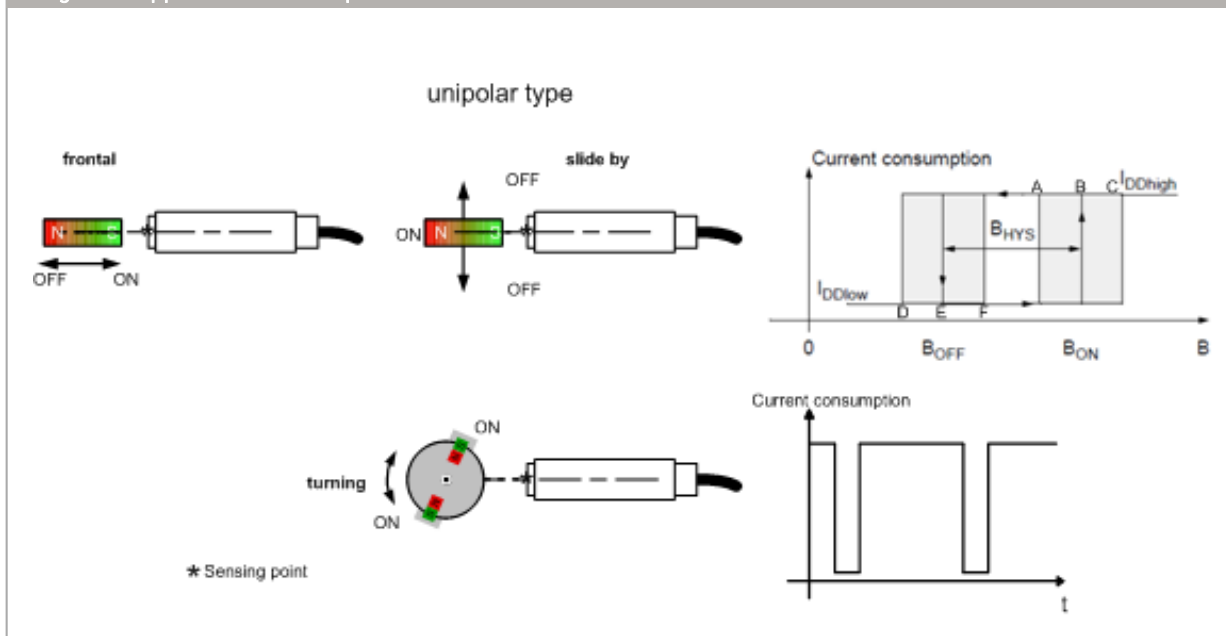 unipolar type
frontal
N
S
OFF
ON
slide by
OFF
ON
N
OFF
Current consumption
A
B
C
IDDhigh
BHYS
IDDlow
D
E
F
0
BOFF
BON
B
turning
ON
ON
* Sensing point
Current consumption
t